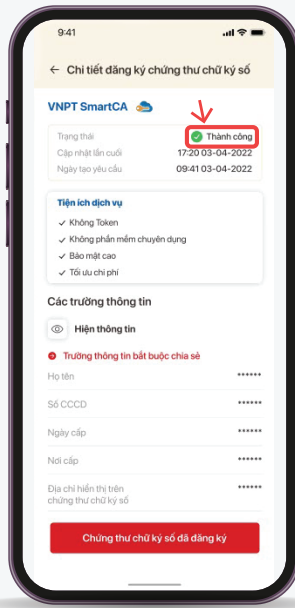 9:41
← Chi tiết đăng ký chứng thư chữ ký số
VNPT SmartCA
Trạng thái Thành công
Cập nhật lần cuối 17:20 03-04-2022
Ngày tạo yêu cầu 09:41 03-04-2022
Tiện ích dịch vụ
✓ Không Token
✓ Không phần mềm chuyên dụng
✓ Bảo mật cao
✓ Tối ưu chi phí
Các trường thông tin
Hiện thông tin
Trường thông tin bắt buộc chia sẻ
Họ tên ******
Số CCCD ******
Ngày cấp ******
Nơi cấp ******
Địa chỉ hiển thị trên ******
chứng thư chữ ký số
Chứng thư chữ ký số đã đăng ký